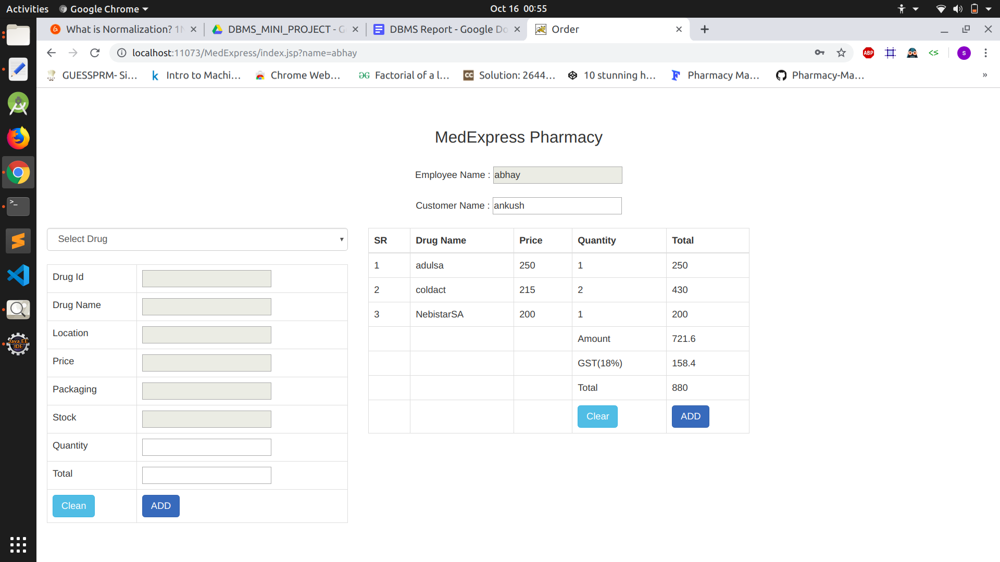 Activities Google Chrome Oct 16 00:55
What is Normalization? 1N DBMS_MINI_PROJECT - G DBMS Report - Google Do Order
localhost:11073/MedExpress/index.jsp?name=abhay ABP <S s
GUESSPRM- Si... k Intro to Machi... Chrome Web... Factorial of a l... CC Solution: 2644... 10 stunning h... Pharmacy Ma... Pharmacy-Ma... »
MedExpress Pharmacy
Employee Name : abhay
Customer Name : ankush
Select Drug
Drug Id
Drug Name
Location
Price
Packaging
Stock
Quantity
Total
Clean ADD
SR Drug Name Price Quantity Total
1 adulsa 250 1 250
2 coldact 215 2 430
3 NebistarSA 200 1 200
Amount 721.6
GST(18%) 158.4
Total 880
Clear ADD
>_
Java EE
IDE